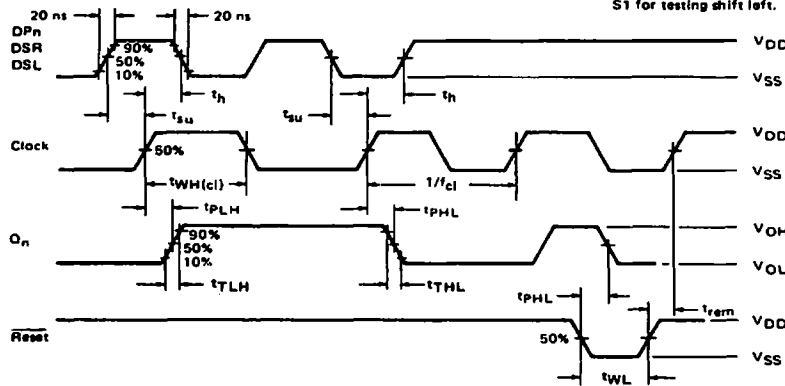 S1 for testing shift left.
20 ns 20 ns
DPn
DSR
DSL
90%
50%
10%
VDD
VSS
th
tsu
tsu
th
Clock
50%
VDD
VSS
tWH(cl)
1/fcl
tPLH
tPHL
Qn
90%
50%
10%
VOH
VOL
tTLH
tTHL
tPHL
trem
Reset
50%
VDD
VSS
tWL